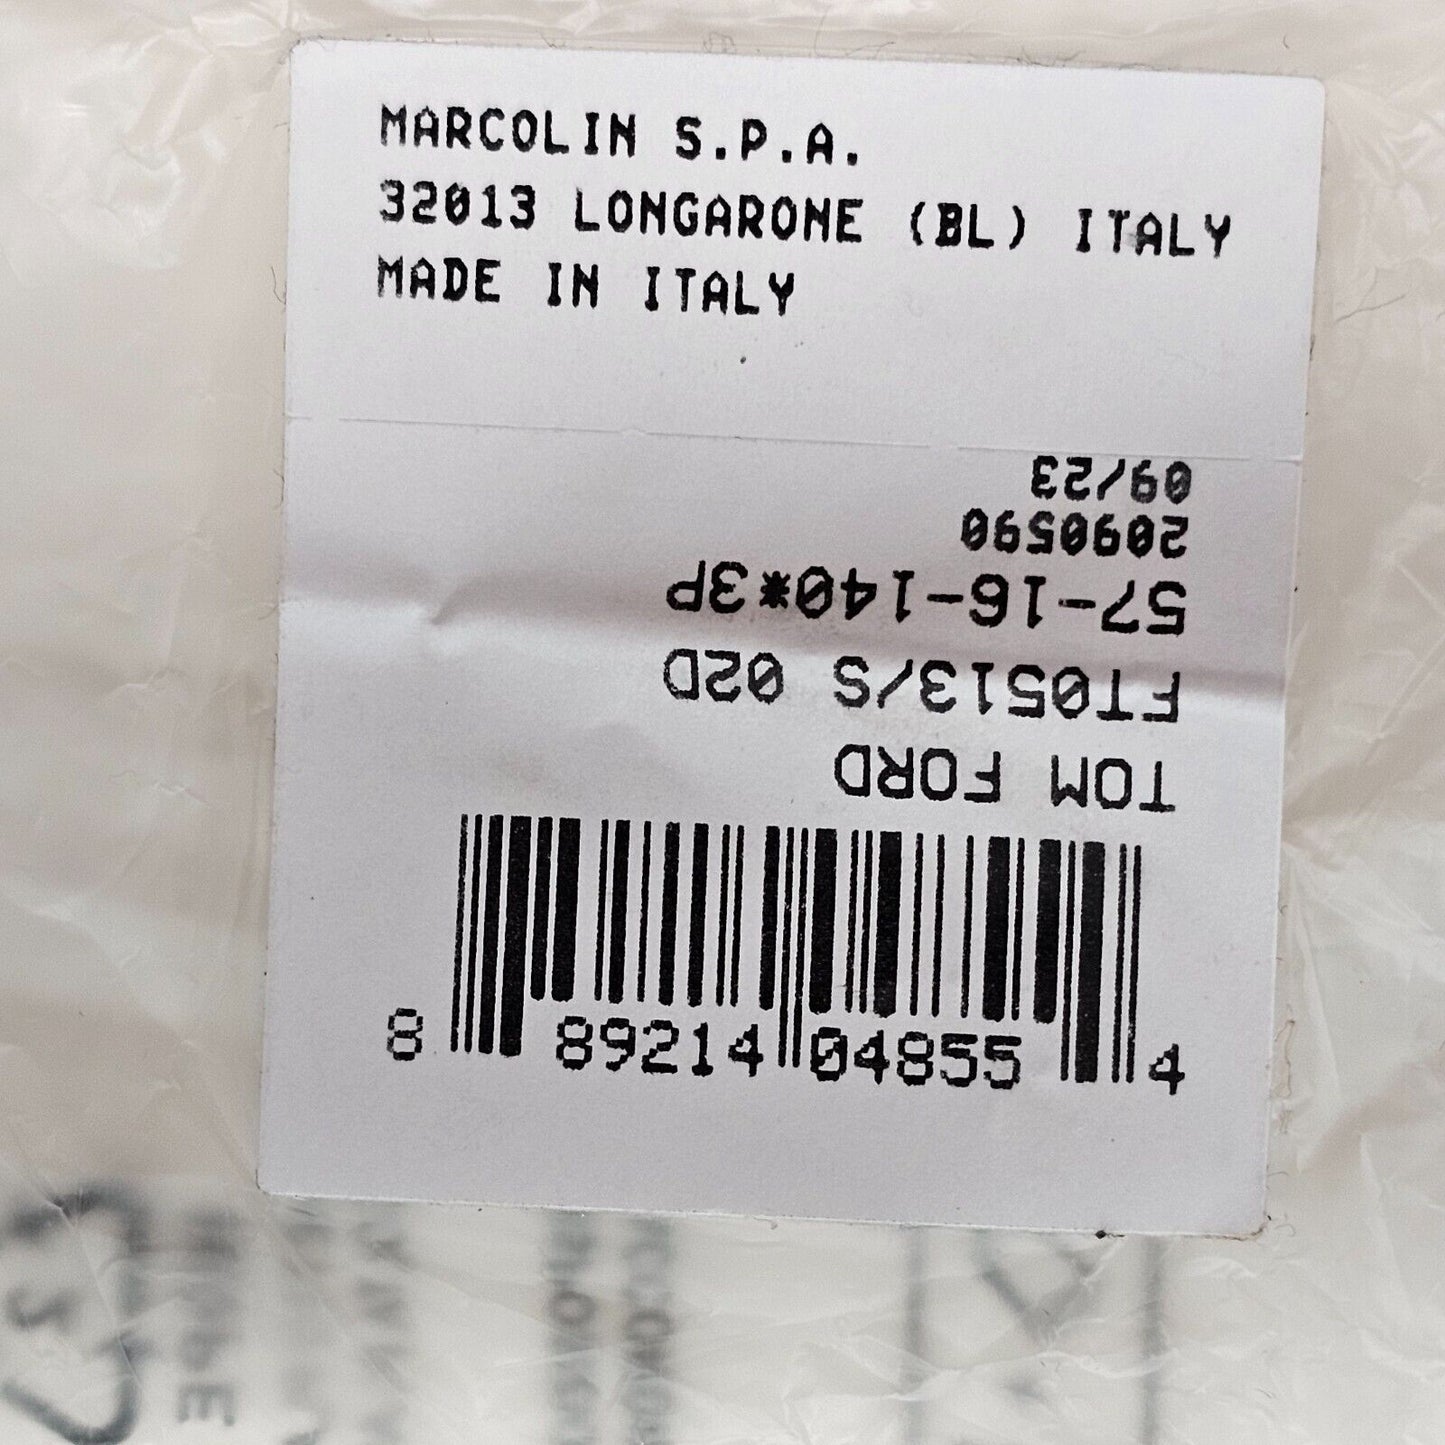 MARCOLIN S.P.A.
32013 LONGARONE (BL) ITALY
MADE IN ITALY
TOM FORD
FT0513/S 02D
57-16-140*3P
2090590
09/23
8 89214 04855 4